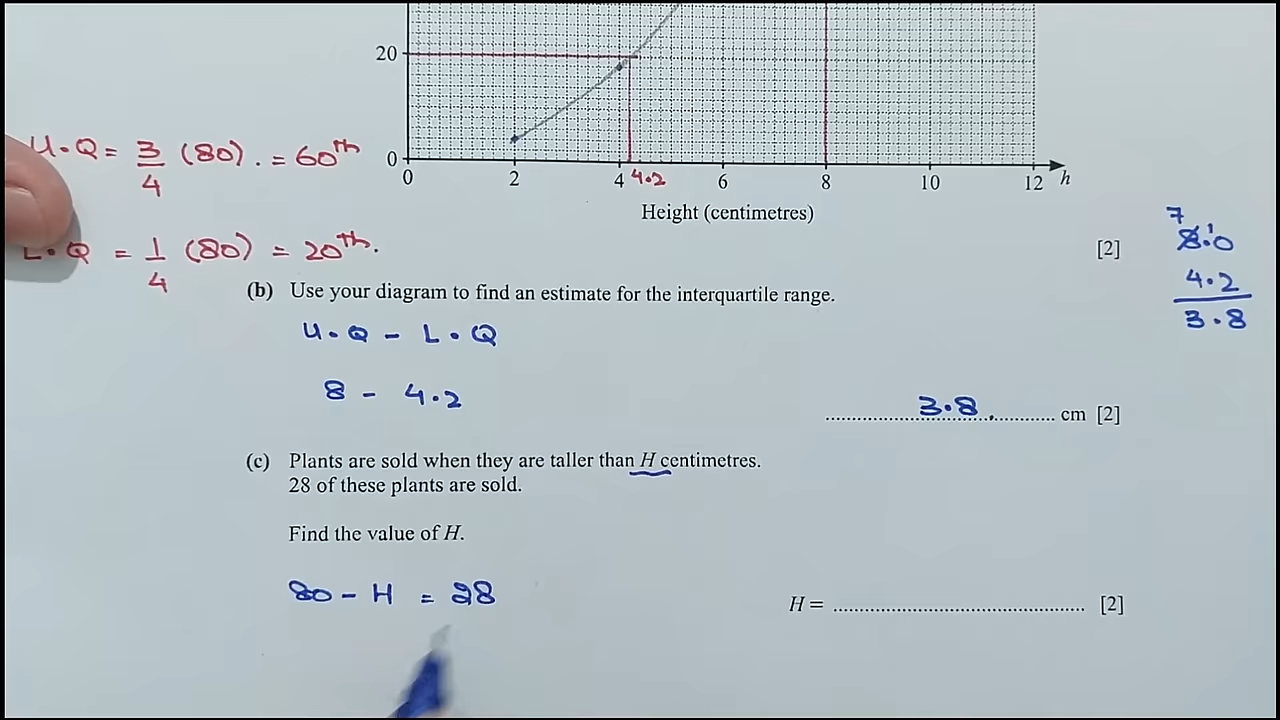 20
0
0 2 4 4.2 6 8 10 12 h
Height (centimetres)
[2]
U.Q = 3/4 (80) . = 60th
L.Q = 1/4 (80) = 20th.
7 1
8.0
4.2
3.8
(b) Use your diagram to find an estimate for the interquartile range.
U.Q - L.Q
8 - 4.2
3.8. cm [2]
(c) Plants are sold when they are taller than H centimetres.
28 of these plants are sold.
Find the value of H.
80 - H = 28
H = ............................................................ [2]